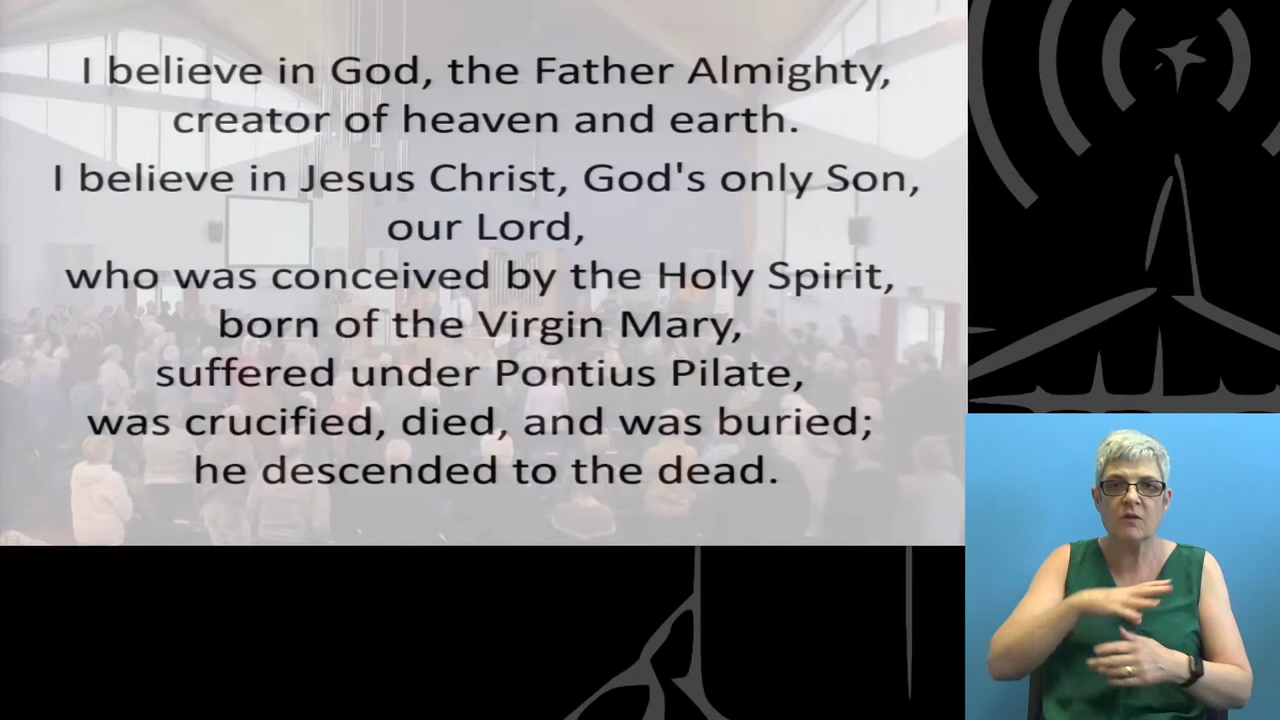 I believe in God, the Father Almighty,
creator of heaven and earth.
I believe in Jesus Christ, God's only Son,
our Lord,
who was conceived by the Holy Spirit,
born of the Virgin Mary,
suffered under Pontius Pilate,
was crucified, died, and was buried;
he descended to the dead.